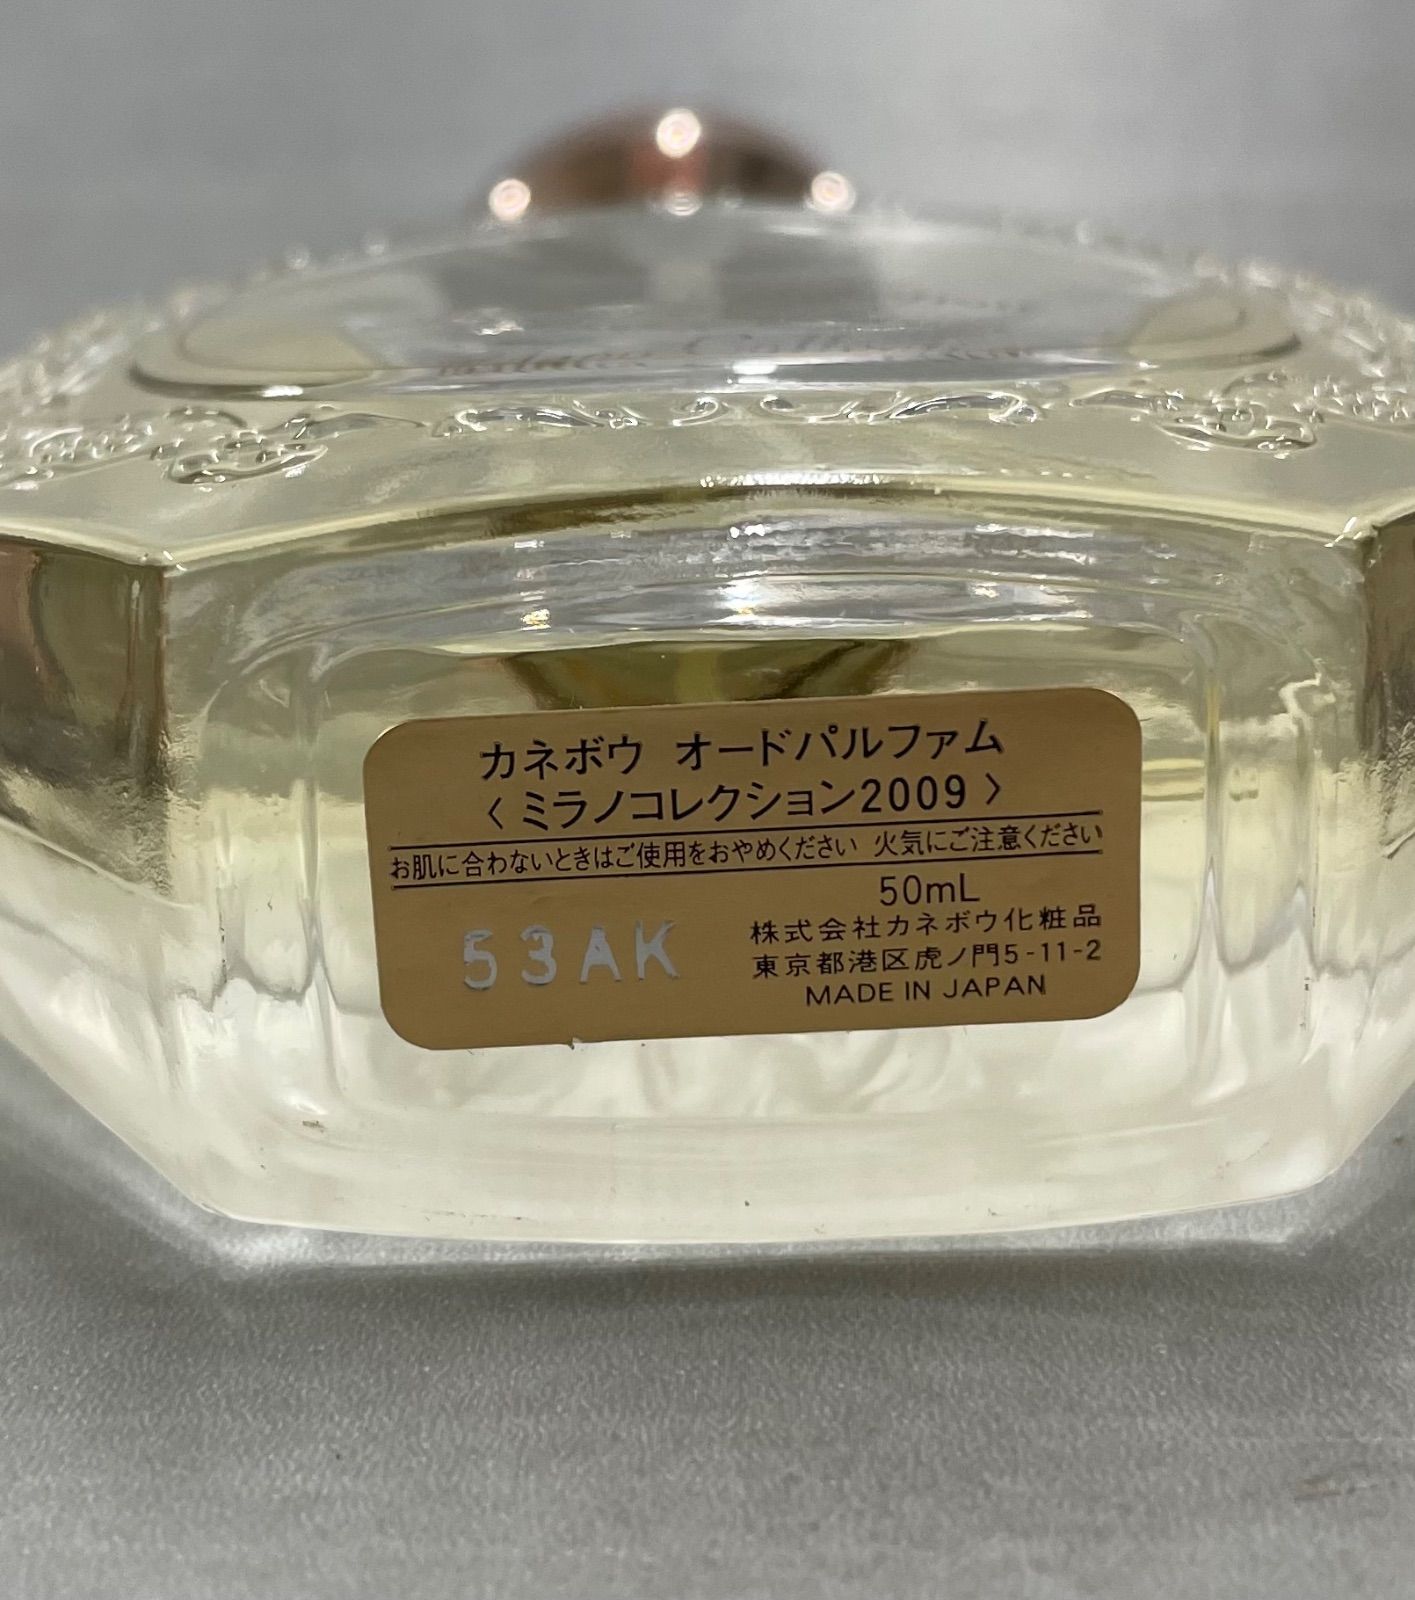 カネボウ オードパルファム
〈ミラノコレクション2009〉
お肌に合わないときはご使用をおやめください 火気にご注意ください
50mL
53AK
株式会社カネボウ化粧品
東京都港区虎ノ門5-11-2
MADE IN JAPAN